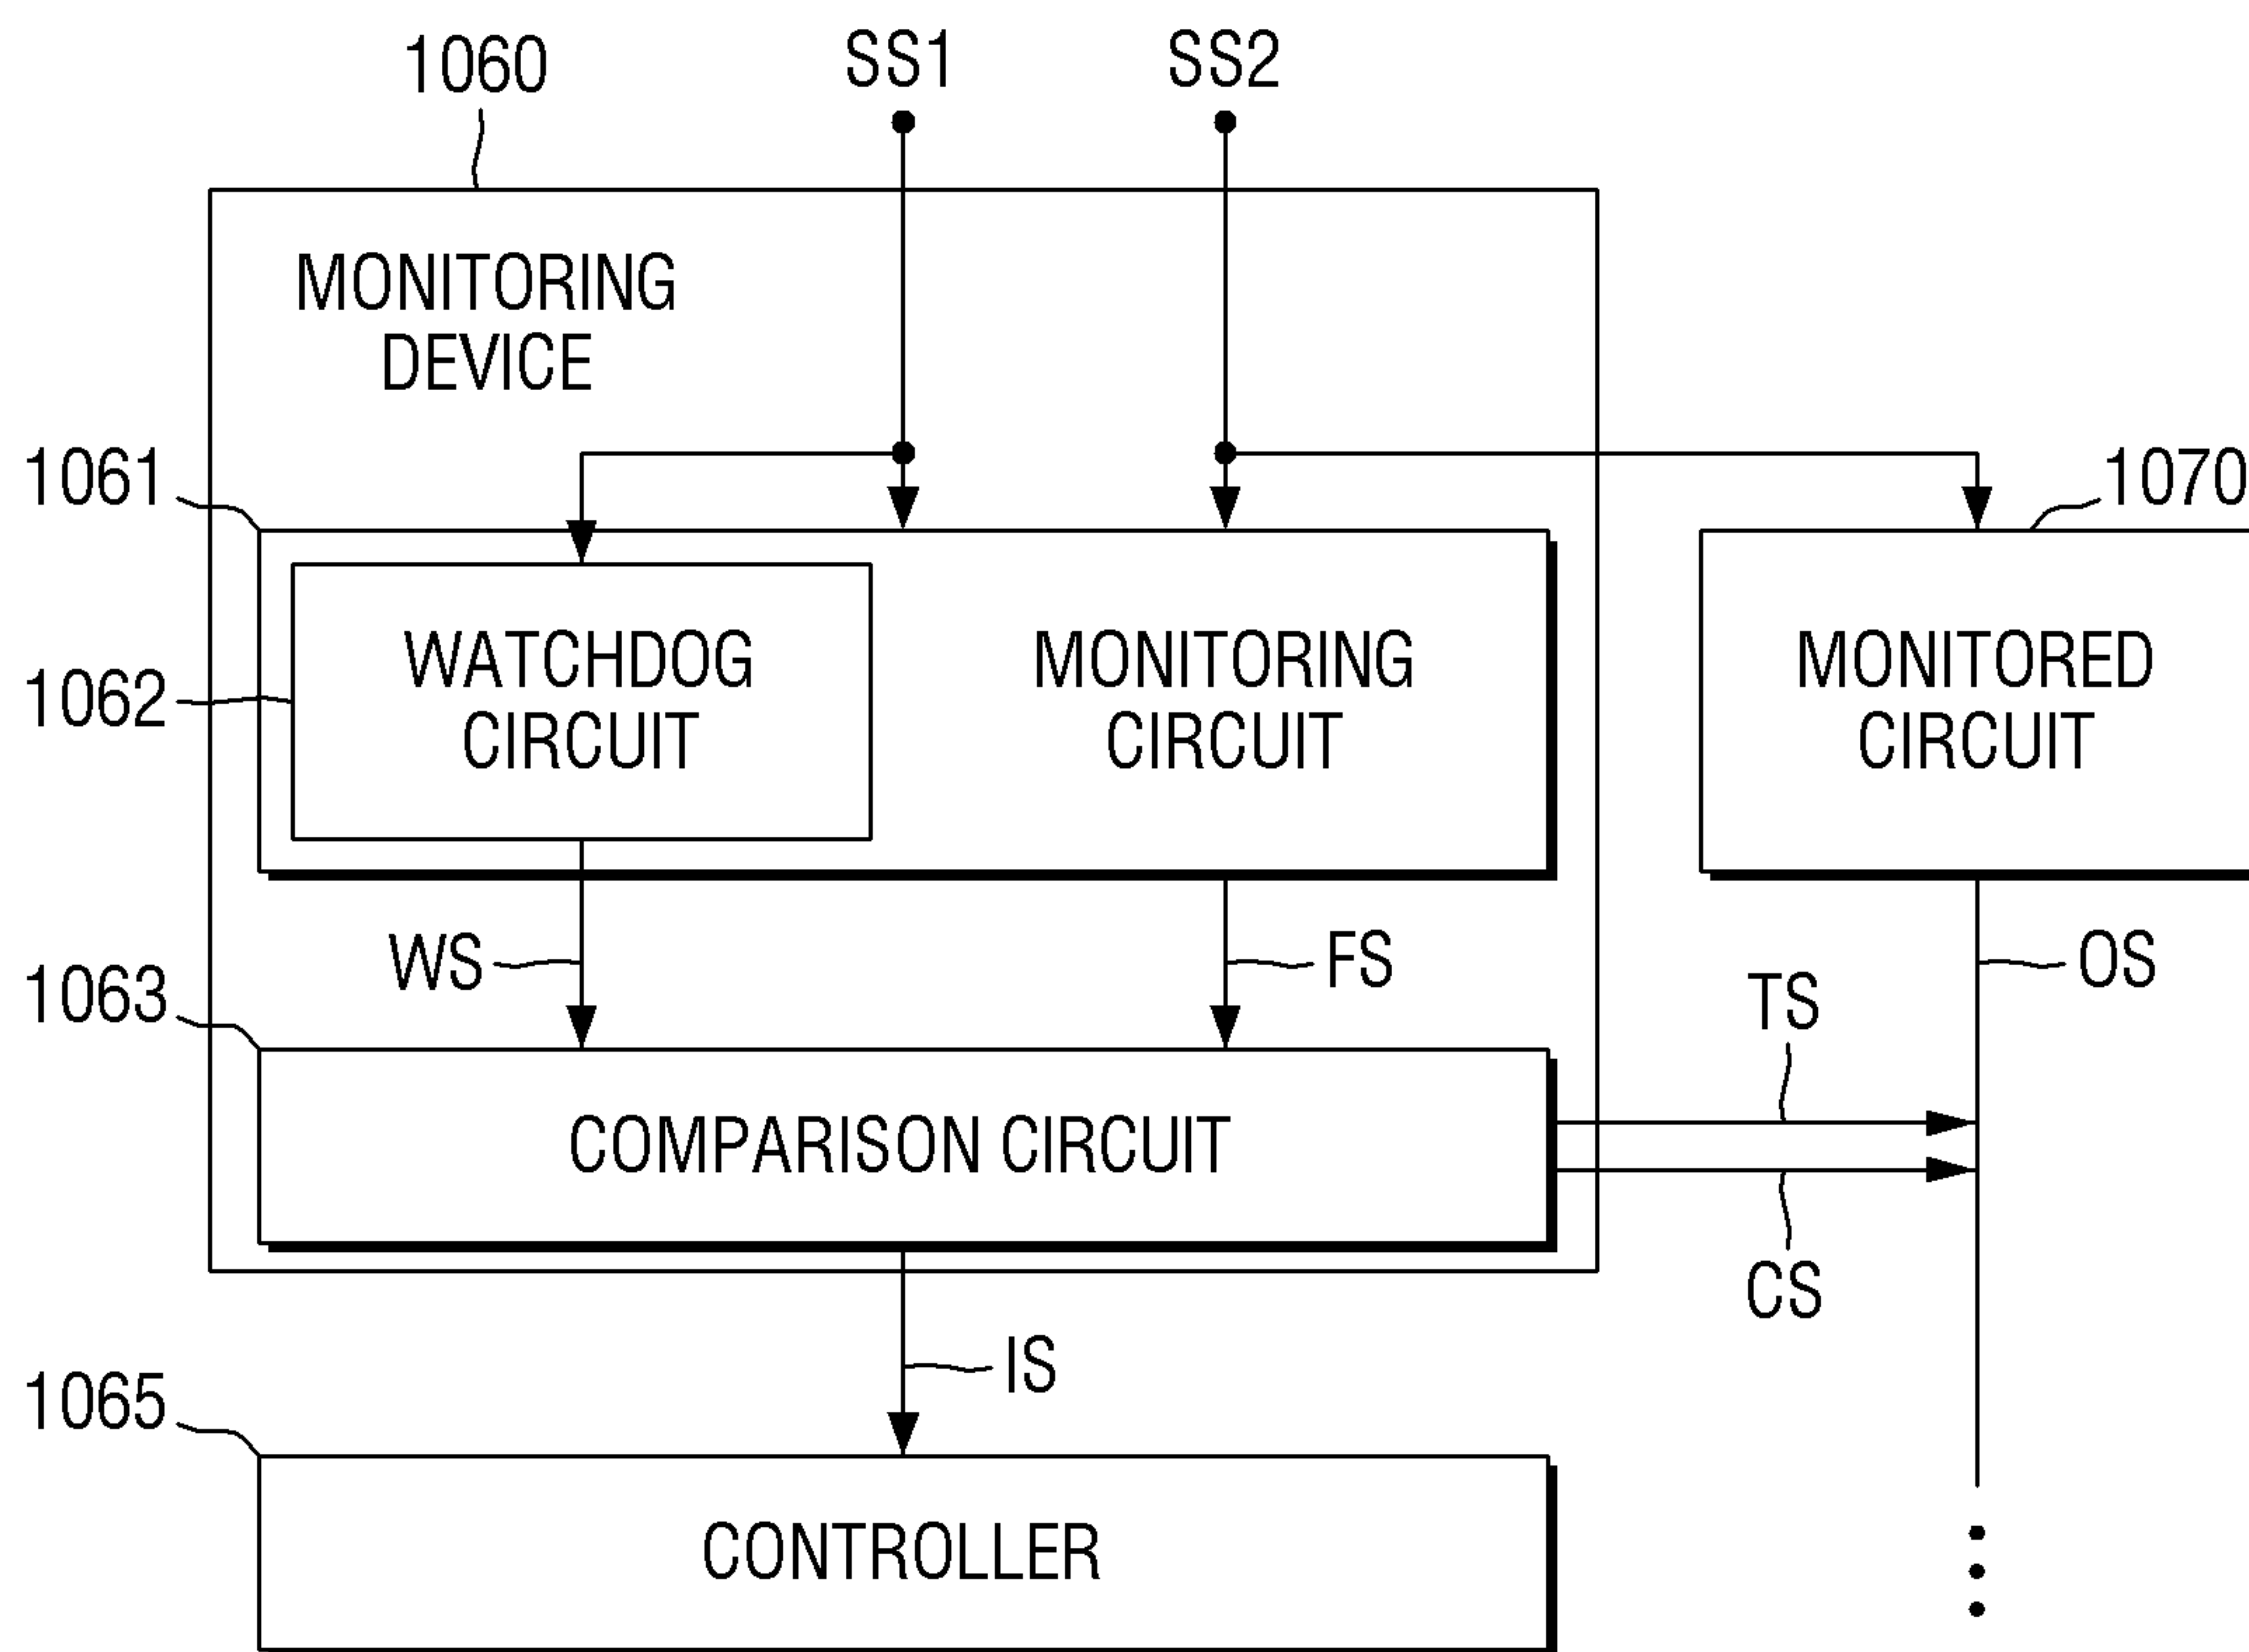 1060
SS1
SS2
MONITORING
DEVICE
1061
1070
WATCHDOG
CIRCUIT
MONITORING
CIRCUIT
MONITORED
CIRCUIT
1062
WS
FS
OS
1063
TS
COMPARISON CIRCUIT
CS
IS
1065
CONTROLLER